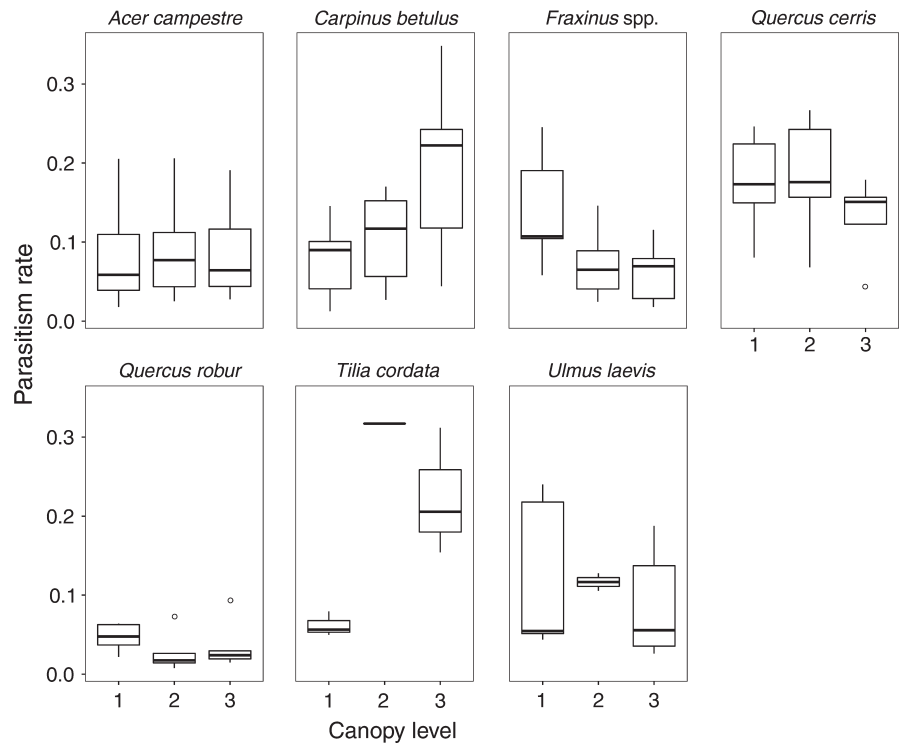 Acer campestre
Carpinus betulus
Fraxinus spp.
Quercus cerris
0.3
0.2
0.1
0.0
1 2 3
Parasitism rate
Quercus robur
Tilia cordata
Ulmus laevis
0.3
0.2
0.1
0.0
1 2 3
1 2 3
1 2 3
Canopy level